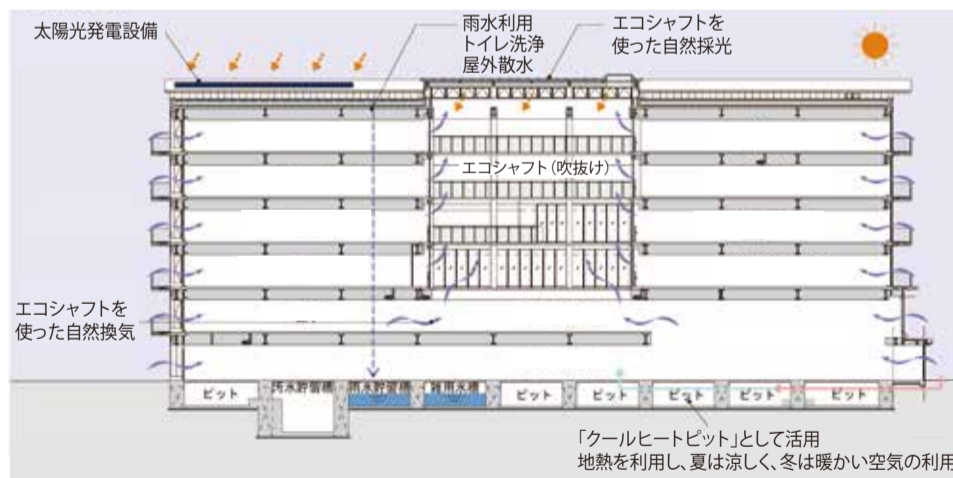 太陽光発電設備
雨水利用
トイレ洗浄
屋外散水
エコシャフトを
使った自然採光
エコシャフト(吹抜け)
エコシャフトを
使った自然換気
ピット
汚水貯留槽
雨水貯留槽
雑用水槽
ピット
ピット
ピット
ピット
ピット
「クールヒートピット」として活用
地熱を利用し、夏は涼しく、冬は暖かい空気の利用